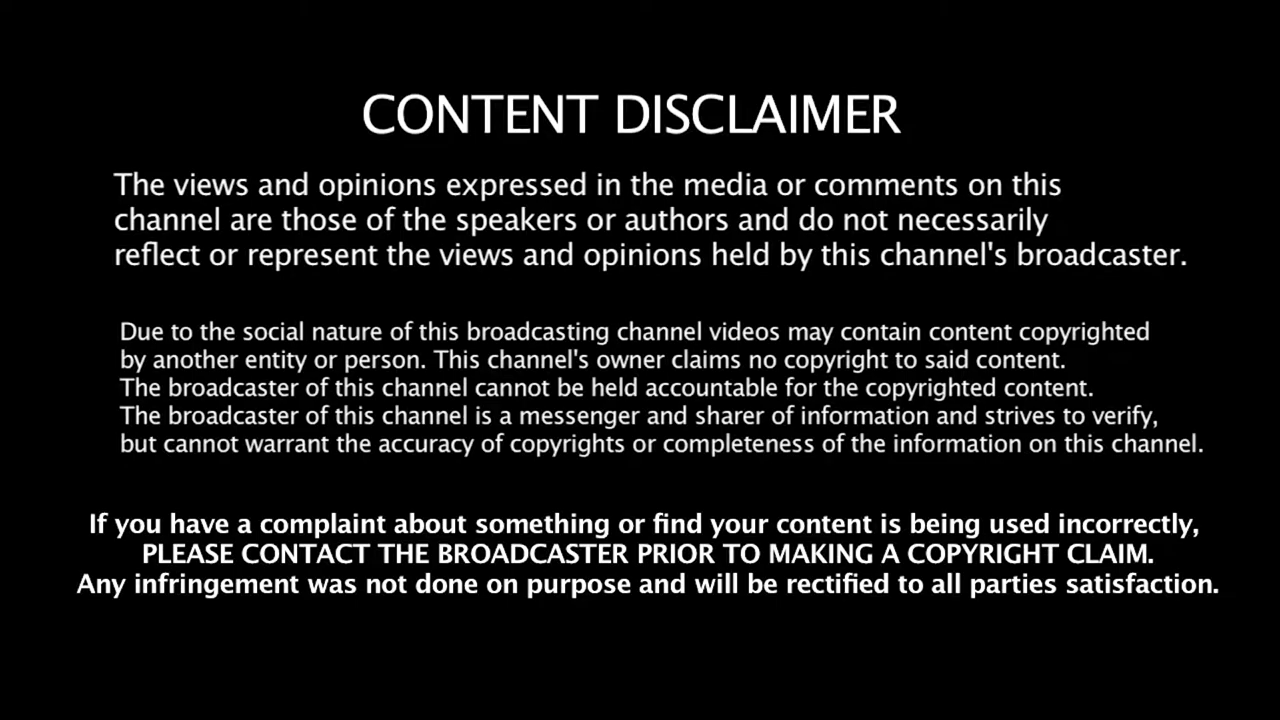 CONTENT DISCLAIMER
The views and opinions expressed in the media or comments on this
channel are those of the speakers or authors and do not necessarily
reflect or represent the views and opinions held by this channel's broadcaster.
Due to the social nature of this broadcasting channel videos may contain content copyrighted
by another entity or person. This channel's owner claims no copyright to said content.
The broadcaster of this channel cannot be held accountable for the copyrighted content.
The broadcaster of this channel is a messenger and sharer of information and strives to verify,
but cannot warrant the accuracy of copyrights or completeness of the information on this channel.
If you have a complaint about something or find your content is being used incorrectly,
PLEASE CONTACT THE BROADCASTER PRIOR TO MAKING A COPYRIGHT CLAIM.
Any infringement was not done on purpose and will be rectified to all parties satisfaction.